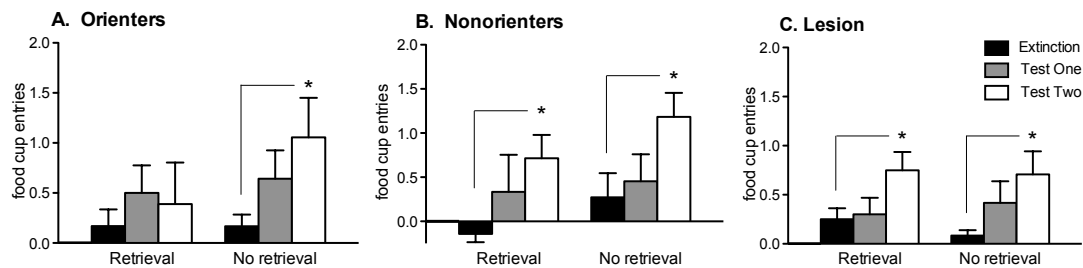 A. Orienters
food cup entries
2.0
1.5
1.0
0.5
0.0
*
Retrieval
No retrieval
B. Nonorienters
food cup entries
2.0
1.5
1.0
0.5
0.0
*
*
Retrieval
No retrieval
C. Lesion
food cup entries
2.0
1.5
1.0
0.5
0.0
*
*
Retrieval
No retrieval
Extinction
Test One
Test Two